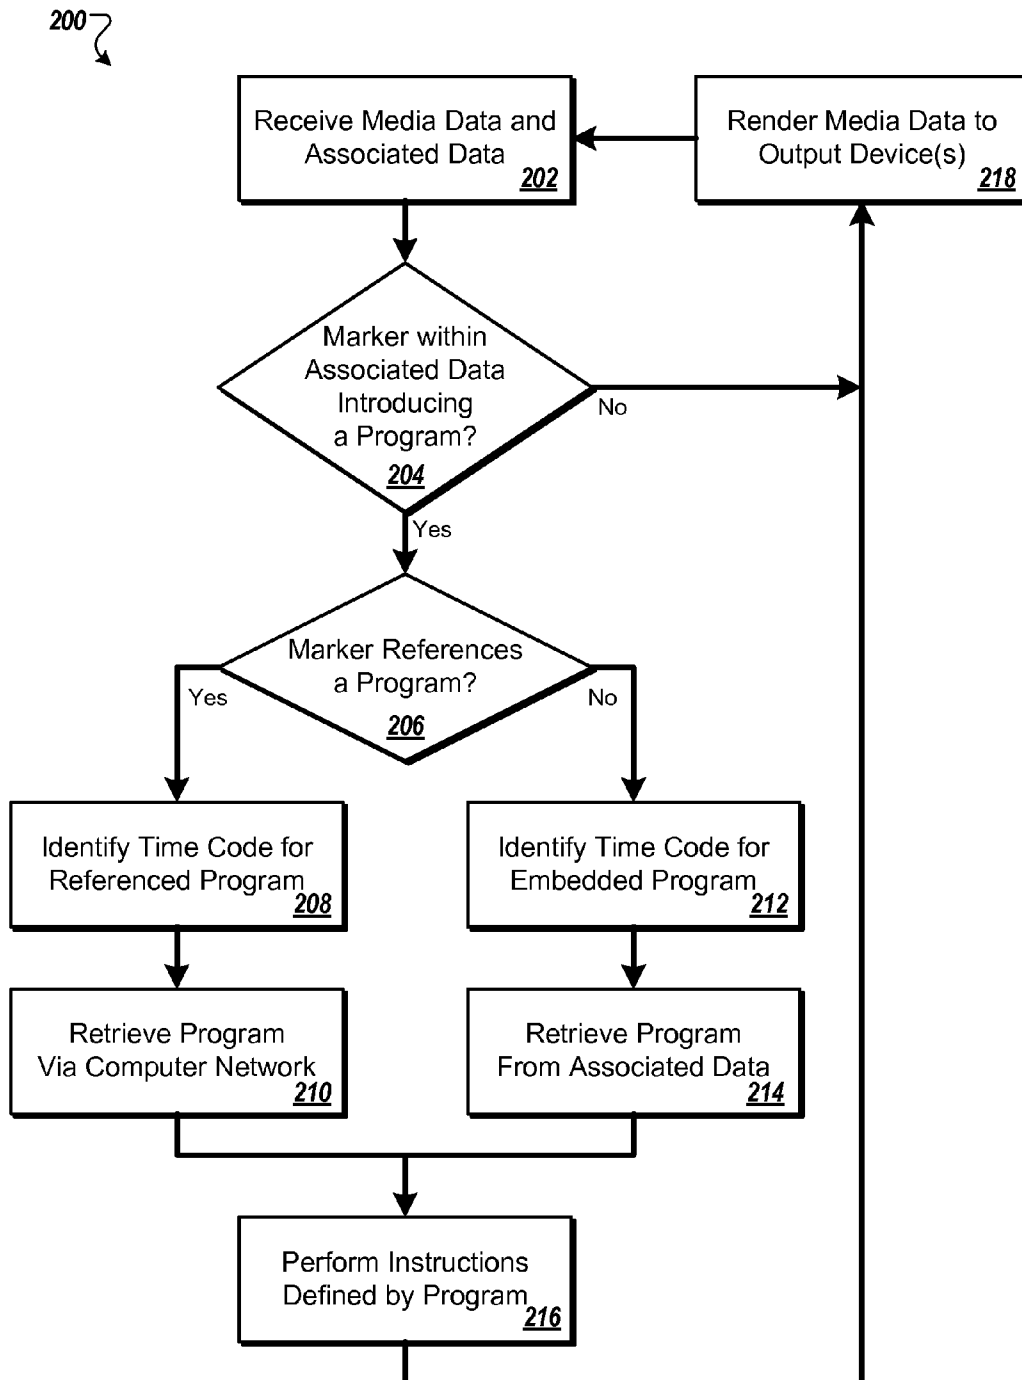 200
Receive Media Data and
Associated Data
202
Render Media Data to
Output Device(s)
218
Marker within
Associated Data
Introducing
a Program?
204
No
Yes
Marker References
a Program?
206
Yes
No
Identify Time Code for
Referenced Program
208
Identify Time Code for
Embedded Program
212
Retrieve Program
Via Computer Network
210
Retrieve Program
From Associated Data
214
Perform Instructions
Defined by Program
216